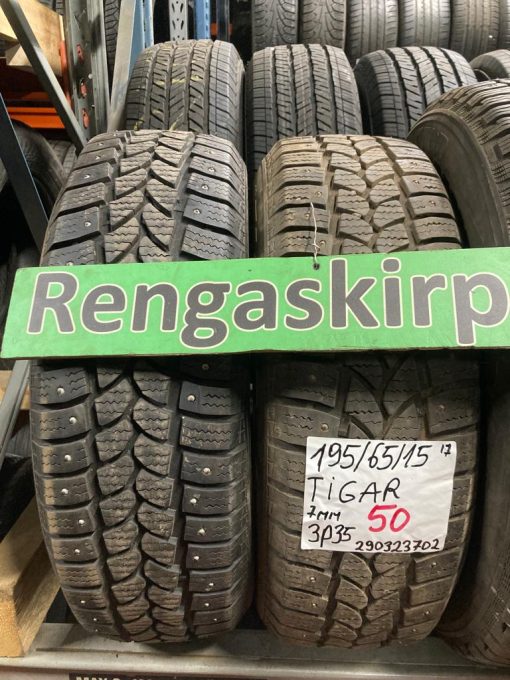 Rengaskirp
195/65/15 17
TiGAR
7MM 50
3P35
290323702